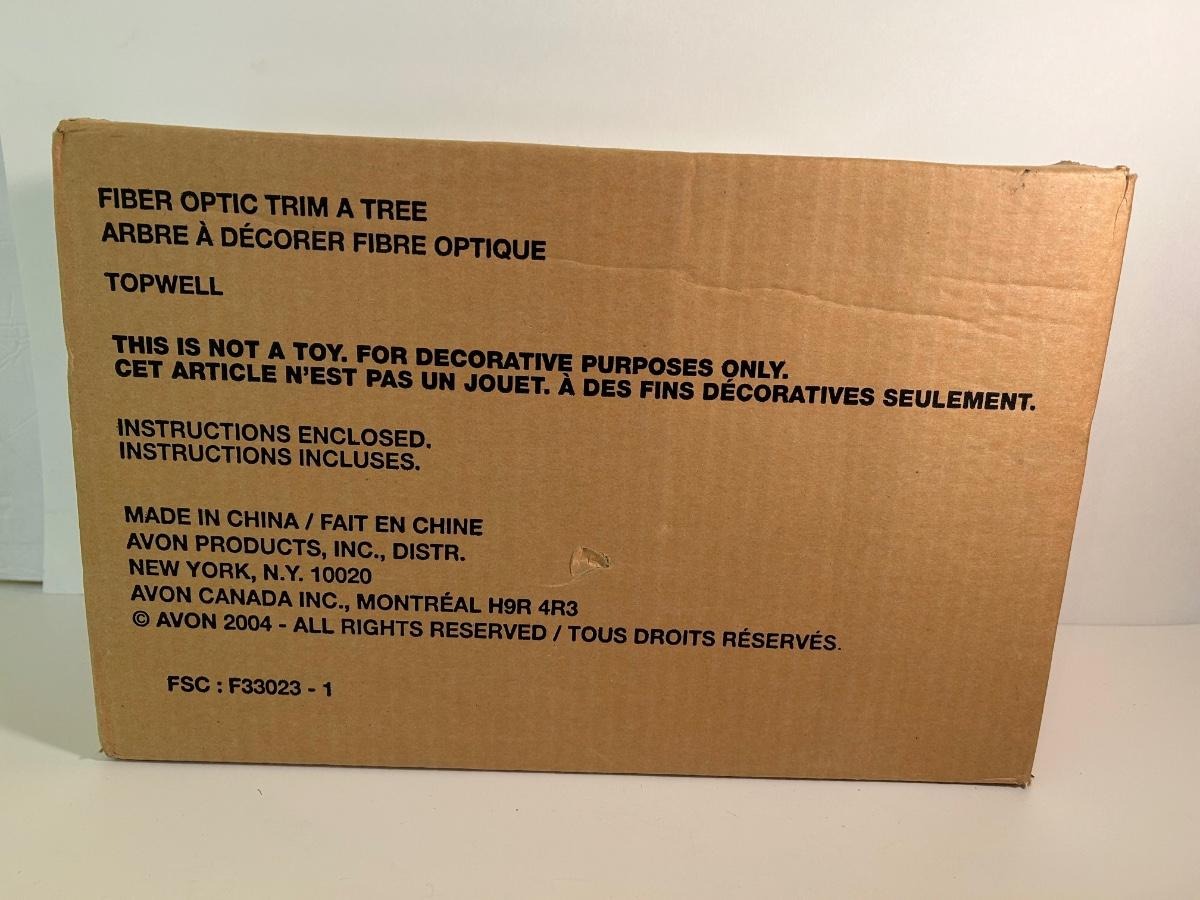 FIBER OPTIC TRIM A TREE
ARBRE À DÉCORER FIBRE OPTIQUE
TOPWELL
THIS IS NOT A TOY. FOR DECORATIVE PURPOSES ONLY.
CET ARTICLE N'EST PAS UN JOUET. À DES FINS DÉCORATIVES SEULEMENT.
INSTRUCTIONS ENCLOSED.
INSTRUCTIONS INCLUSES.
MADE IN CHINA / FAIT EN CHINE
AVON PRODUCTS, INC., DISTR.
NEW YORK, N.Y. 10020
AVON CANADA INC., MONTRÉAL H9R 4R3
© AVON 2004 - ALL RIGHTS RESERVED / TOUS DROITS RÉSERVÉS.
FSC : F33023 - 1